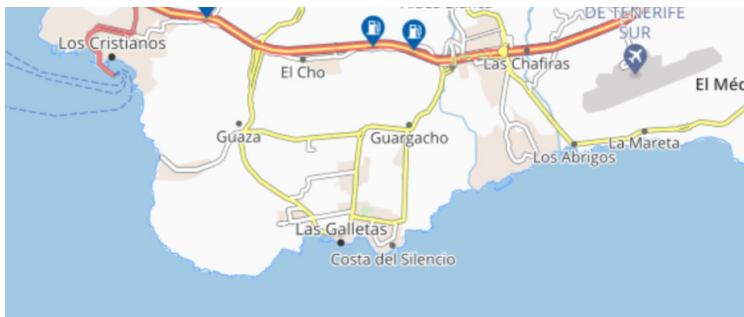 DE TENERIFE
SUR
Los Cristianos
El Cho
Las Chafiras
El Méd
Guaza
Guargacho
La Mareta
Los Abrigos
Las Galletas
Costa del Silencio